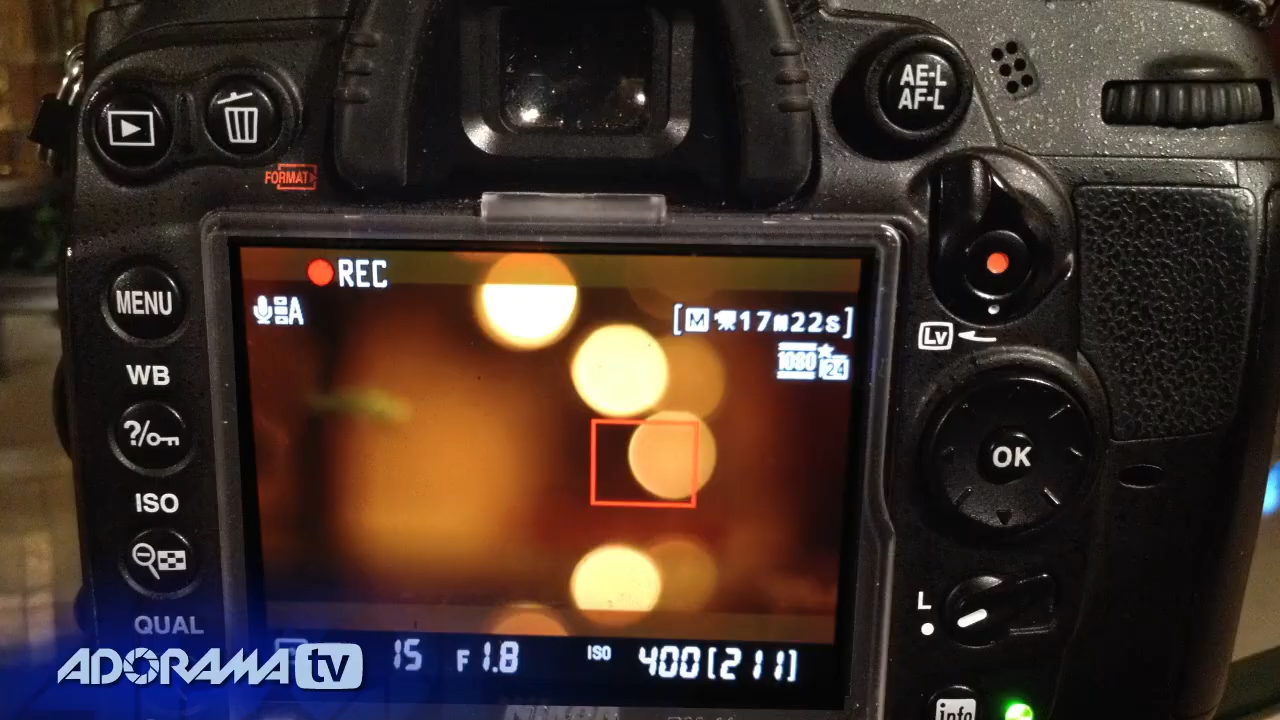 AE-L
AF-L
FORMAT
REC
A
[M 17m22s]
1080 24
MENU
Lv
WB
?
OK
ISO
L
QUAL
15 F1.8 ISO 400[211]
ADORAMA tv
info